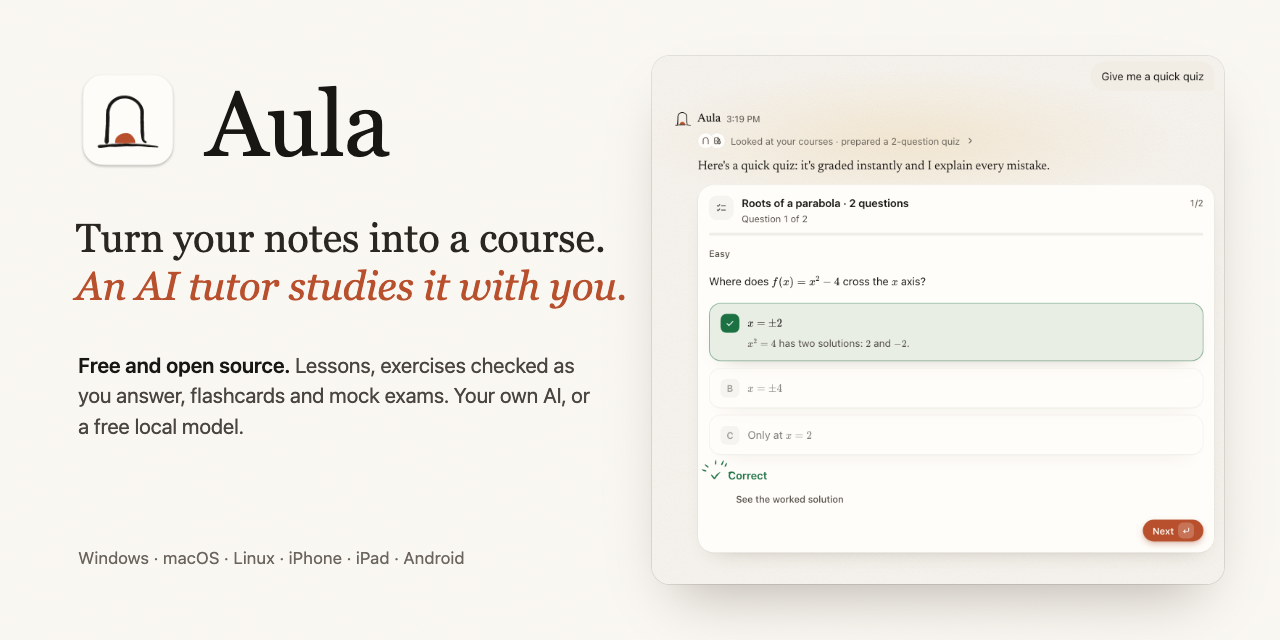 Aula
Turn your notes into a course.
An AI tutor studies it with you.
Free and open source. Lessons, exercises checked as
you answer, flashcards and mock exams. Your own AI, or
a free local model.
Windows · macOS · Linux · iPhone · iPad · Android
Give me a quick quiz
Aula 3:19 PM
Looked at your courses · prepared a 2-question quiz >
Here's a quick quiz: it's graded instantly and I explain every mistake.
Roots of a parabola · 2 questions 1/2
Question 1 of 2
Easy
Where does f(x) = x² − 4 cross the x axis?
x = ±2
x² = 4 has two solutions: 2 and −2.
B x = ±4
C Only at x = 2
Correct
See the worked solution
Next ↵